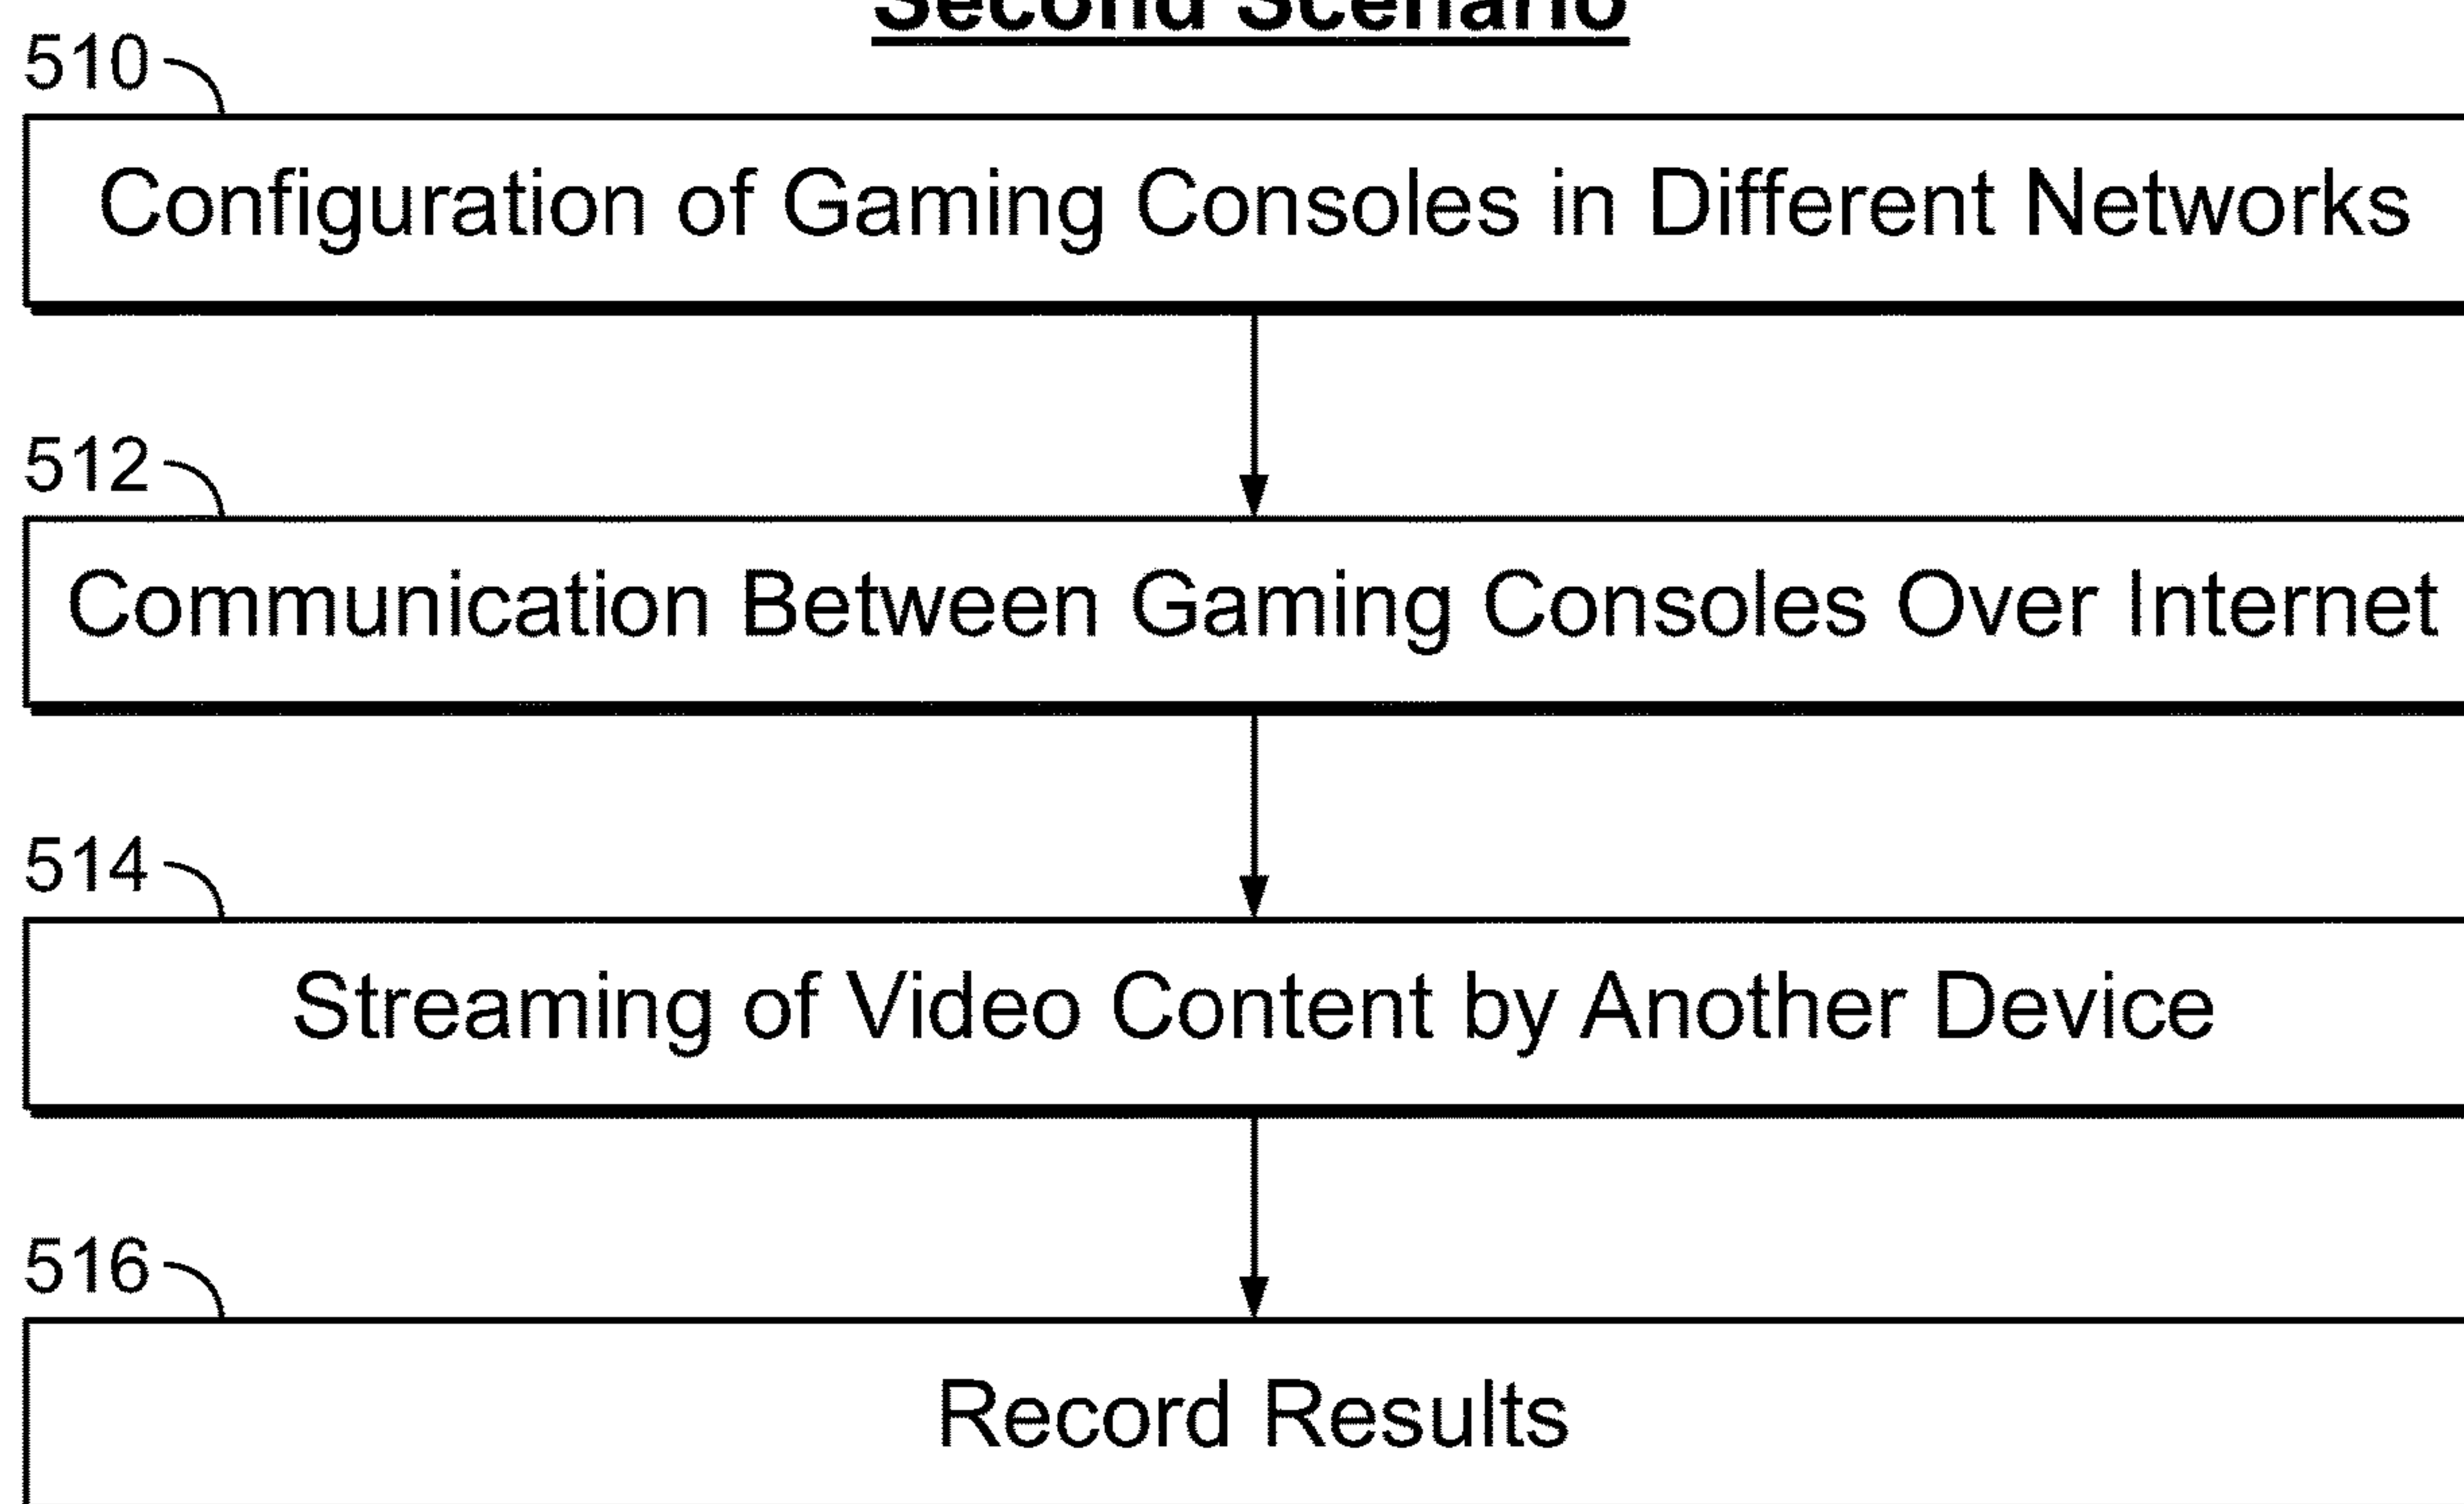 Second Scenario
510
Configuration of Gaming Consoles in Different Networks
512
Communication Between Gaming Consoles Over Internet
514
Streaming of Video Content by Another Device
516
Record Results